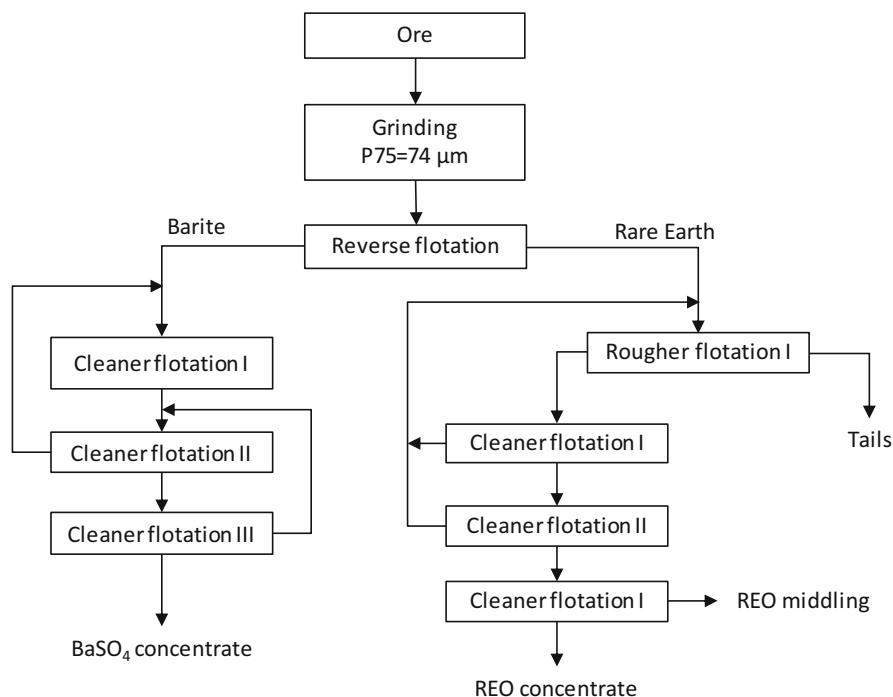 Ore
Grinding
P75=74 µm
Barite
Reverse flotation
Rare Earth
Cleaner flotation I
Cleaner flotation II
Cleaner flotation III
BaSO₄ concentrate
Rougher flotation I
Tails
Cleaner flotation I
Cleaner flotation II
Cleaner flotation I
REO middling
REO concentrate